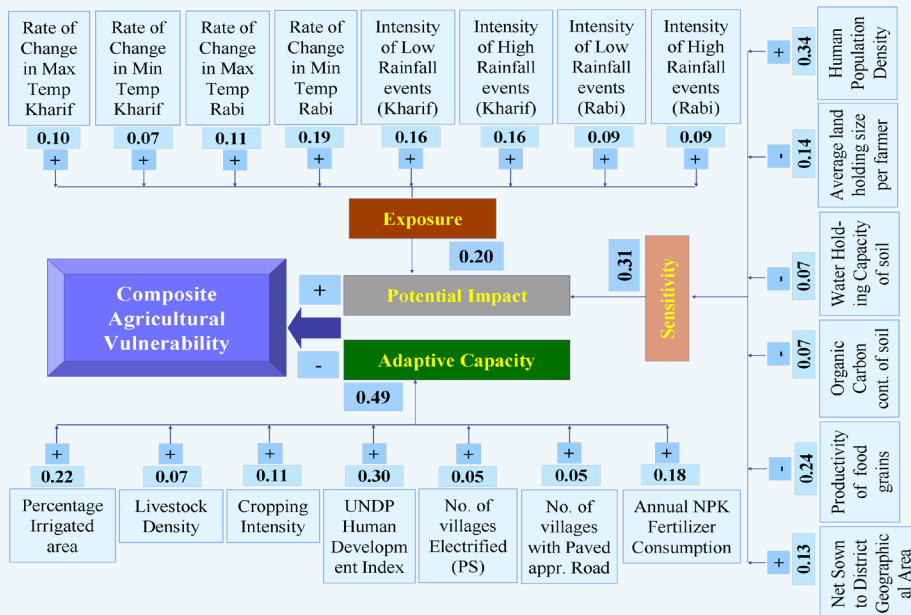 Rate of
Change
in Max
Temp
Kharif
0.10
+
Rate of
Change
in Min
Temp
Kharif
0.07
+
Rate of
Change
in Max
Temp
Rabi
0.11
+
Rate of
Change
in Min
Temp
Rabi
0.19
+
Intensity
of Low
Rainfall
events
(Kharif)
0.16
+
Intensity
of High
Rainfall
events
(Kharif)
0.16
+
Intensity
of Low
Rainfall
events
(Rabi)
0.09
+
Intensity
of High
Rainfall
events
(Rabi)
0.09
+
Exposure
0.20
Potential Impact
Sensitivity
0.31
Composite
Agricultural
Vulnerability
+
-
Adaptive Capacity
0.49
+
0.22
Percentage
Irrigated
area
+
0.07
Livestock
Density
+
0.11
Cropping
Intensity
+
0.30
UNDP
Human
Developm
ent Index
+
0.05
No. of
villages
Electrified
(PS)
+
0.05
No. of
villages
with Paved
appr. Road
+
0.18
Annual NPK
Fertilizer
Consumption
+
0.34
Human
Population
Density
-
0.14
Average land
holding size
per farmer
-
0.07
Water Hold-
ing Capacity
of soil
-
0.07
Organic
Carbon
cont. of soil
-
0.24
Productivity
of food
grains
+
0.13
Net Sown
to District
Geographic
al Area